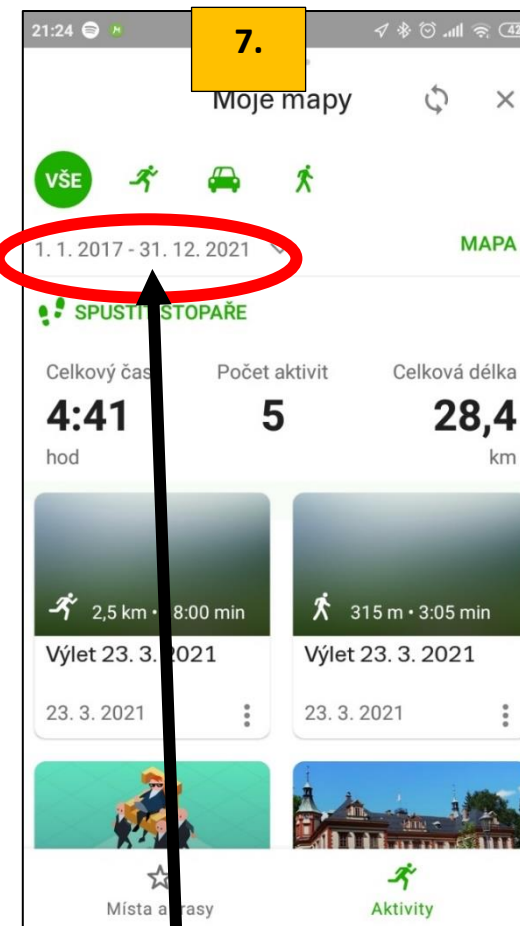 7.
21:24
42
Moje mapy
VŠE
1. 1. 2017 - 31. 12. 2021
MAPA
SPUSTIT STOPAŘE
Celkový čas Počet aktivit Celková délka
4:41 5 28,4
hod km
2,5 km • 8:00 min 315 m • 3:05 min
Výlet 23. 3. 2021 Výlet 23. 3. 2021
23. 3. 2021 23. 3. 2021
Místa a trasy Aktivity